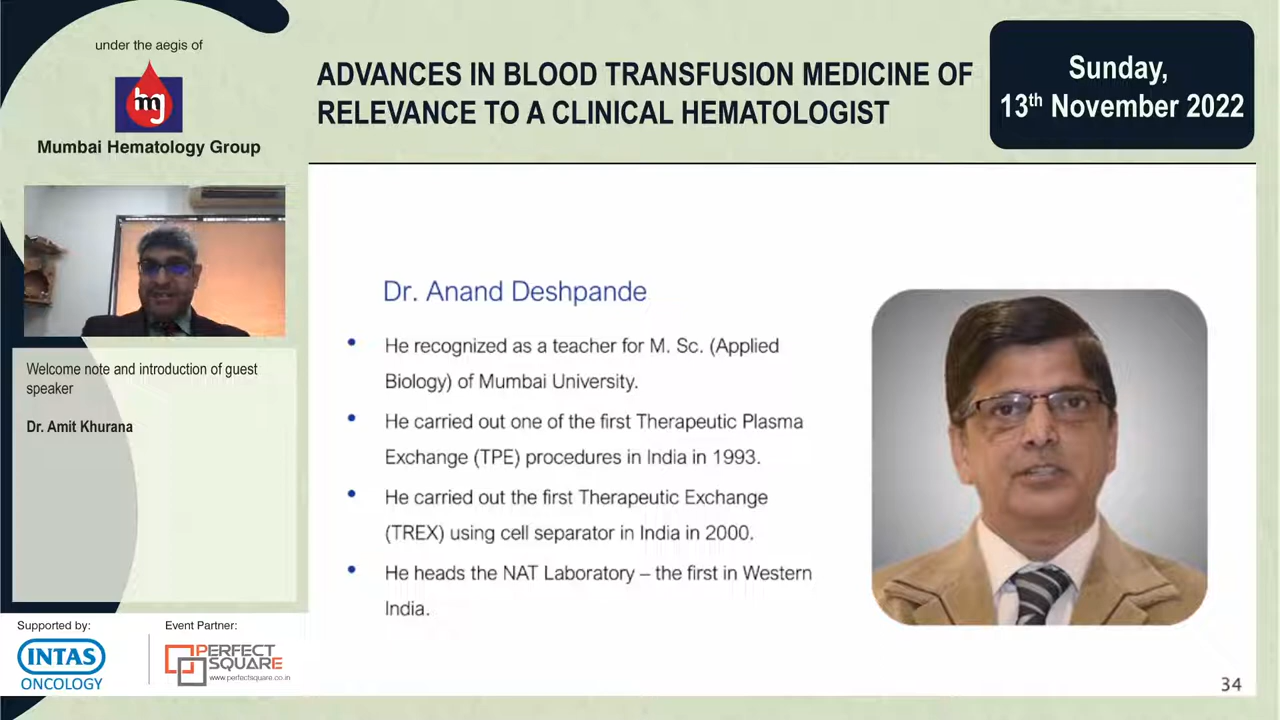 under the aegis of
mg
Mumbai Hematology Group
ADVANCES IN BLOOD TRANSFUSION MEDICINE OF
RELEVANCE TO A CLINICAL HEMATOLOGIST
Sunday,
13th November 2022
Welcome note and introduction of guest
speaker
Dr. Amit Khurana
Dr. Anand Deshpande
• He recognized as a teacher for M. Sc. (Applied
Biology) of Mumbai University.
• He carried out one of the first Therapeutic Plasma
Exchange (TPE) procedures in India in 1993.
• He carried out the first Therapeutic Exchange
(TREX) using cell separator in India in 2000.
• He heads the NAT Laboratory – the first in Western
India.
Supported by:
INTAS
ONCOLOGY
Event Partner:
PERFECT
SQUARE
www.perfectsquare.co.in
34